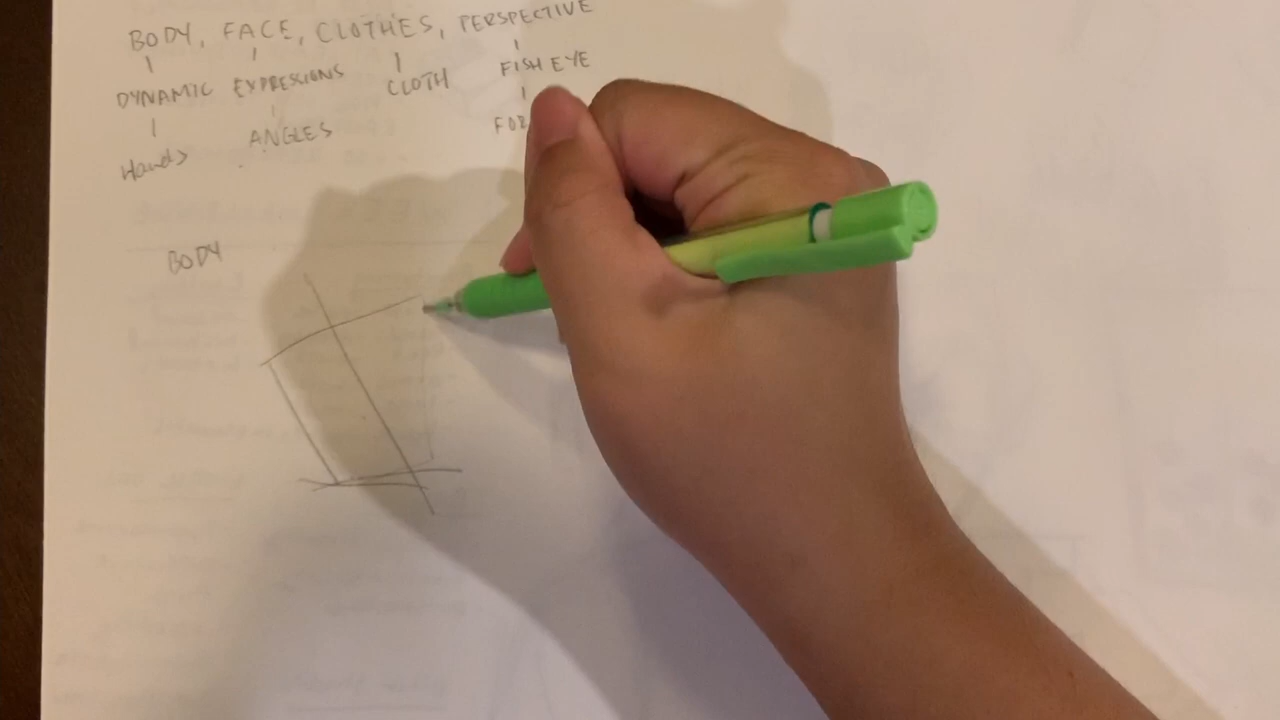 BODY, FACE, CLOTHES, PERSPECTIVE
DYNAMIC EXPRESSIONS CLOTH FISH EYE
Hands ANGLES
BODY